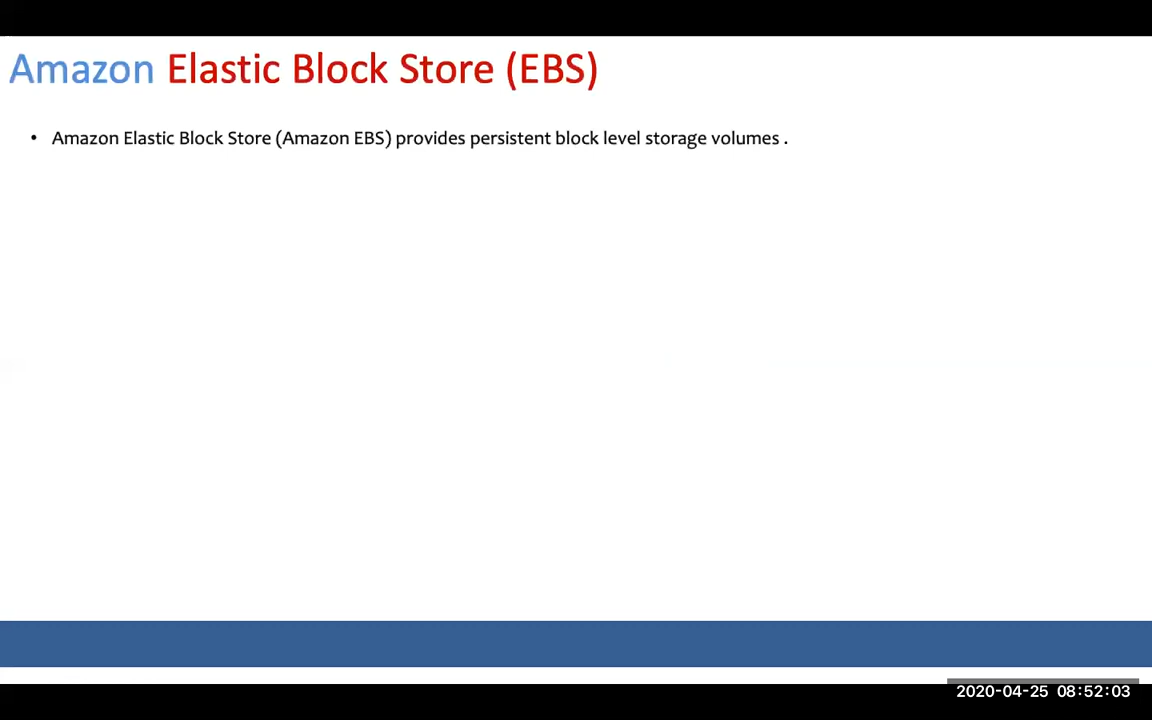 Amazon Elastic Block Store (EBS)
• Amazon Elastic Block Store (Amazon EBS) provides persistent block level storage volumes .
2020-04-25 08:52:03